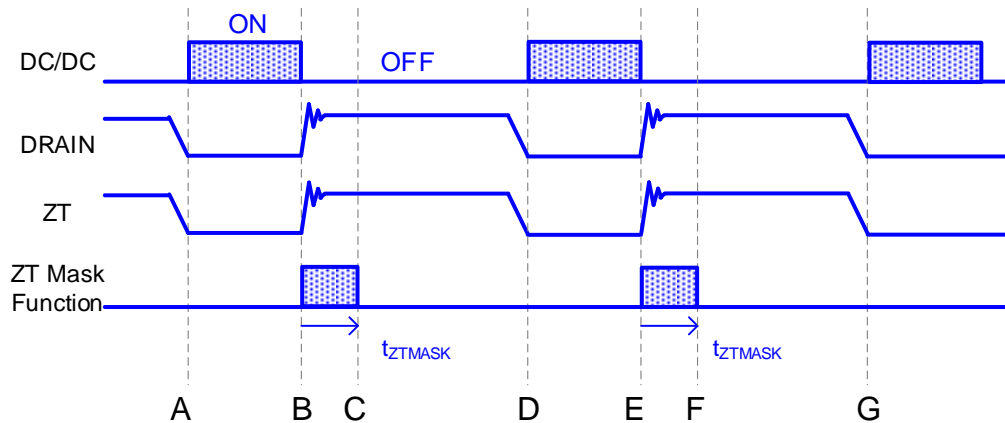 ON
DC/DC
OFF
DRAIN
ZT
ZT Mask
Function
tZTMASK
tZTMASK
A
B
C
D
E
F
G